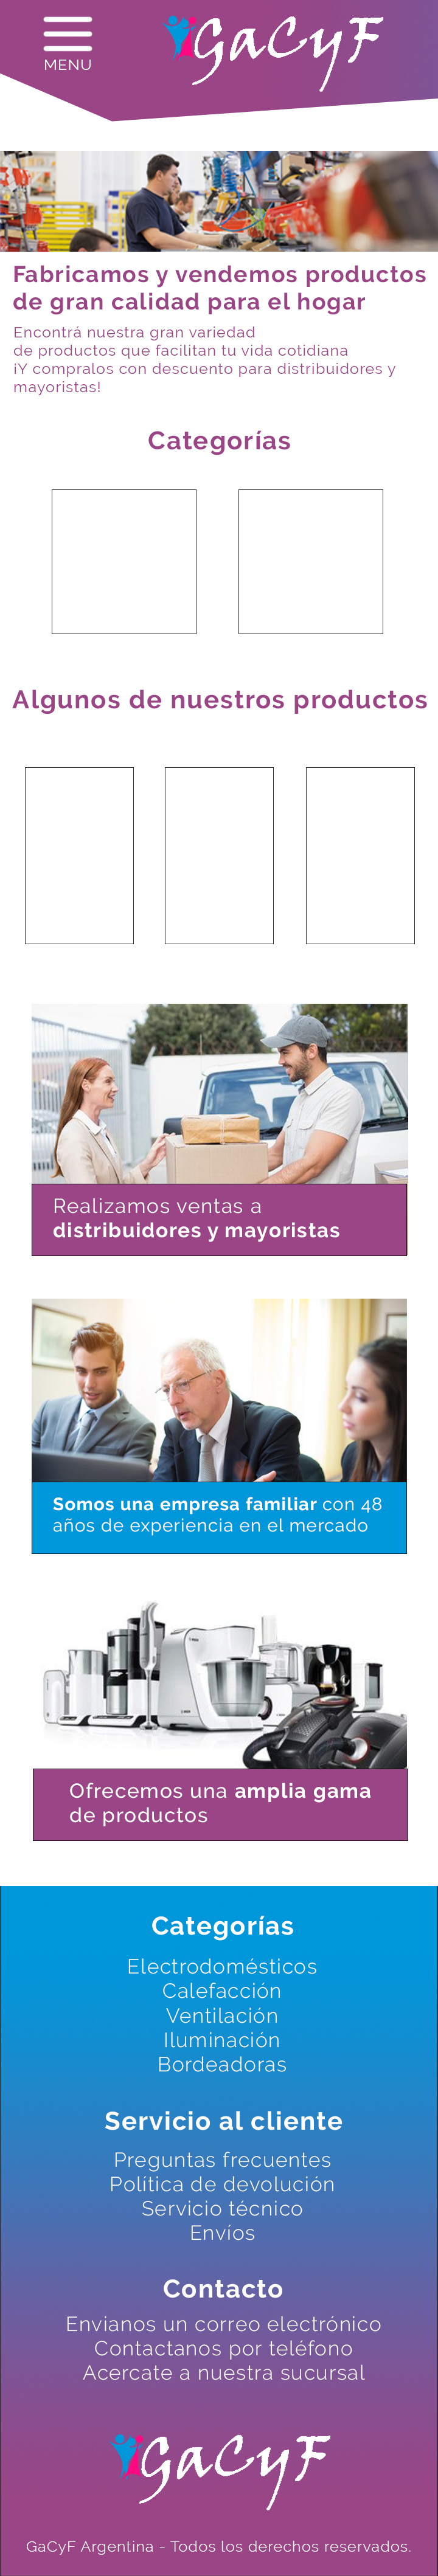 MENU
GaCyF
Fabricamos y vendemos productos
de gran calidad para el hogar
Encontrá nuestra gran variedad
de productos que facilitan tu vida cotidiana
¡Y compralos con descuento para distribuidores y
mayoristas!
Categorías
Algunos de nuestros productos
Realizamos ventas a
distribuidores y mayoristas
Somos una empresa familiar con 48
años de experiencia en el mercado
Ofrecemos una amplia gama
de productos
Categorías
Electrodomésticos
Calefacción
Ventilación
Iluminación
Bordeadoras
Servicio al cliente
Preguntas frecuentes
Política de devolución
Servicio técnico
Envíos
Contacto
Envianos un correo electrónico
Contactanos por teléfono
Acercate a nuestra sucursal
GaCyF
GaCyF Argentina - Todos los derechos reservados.